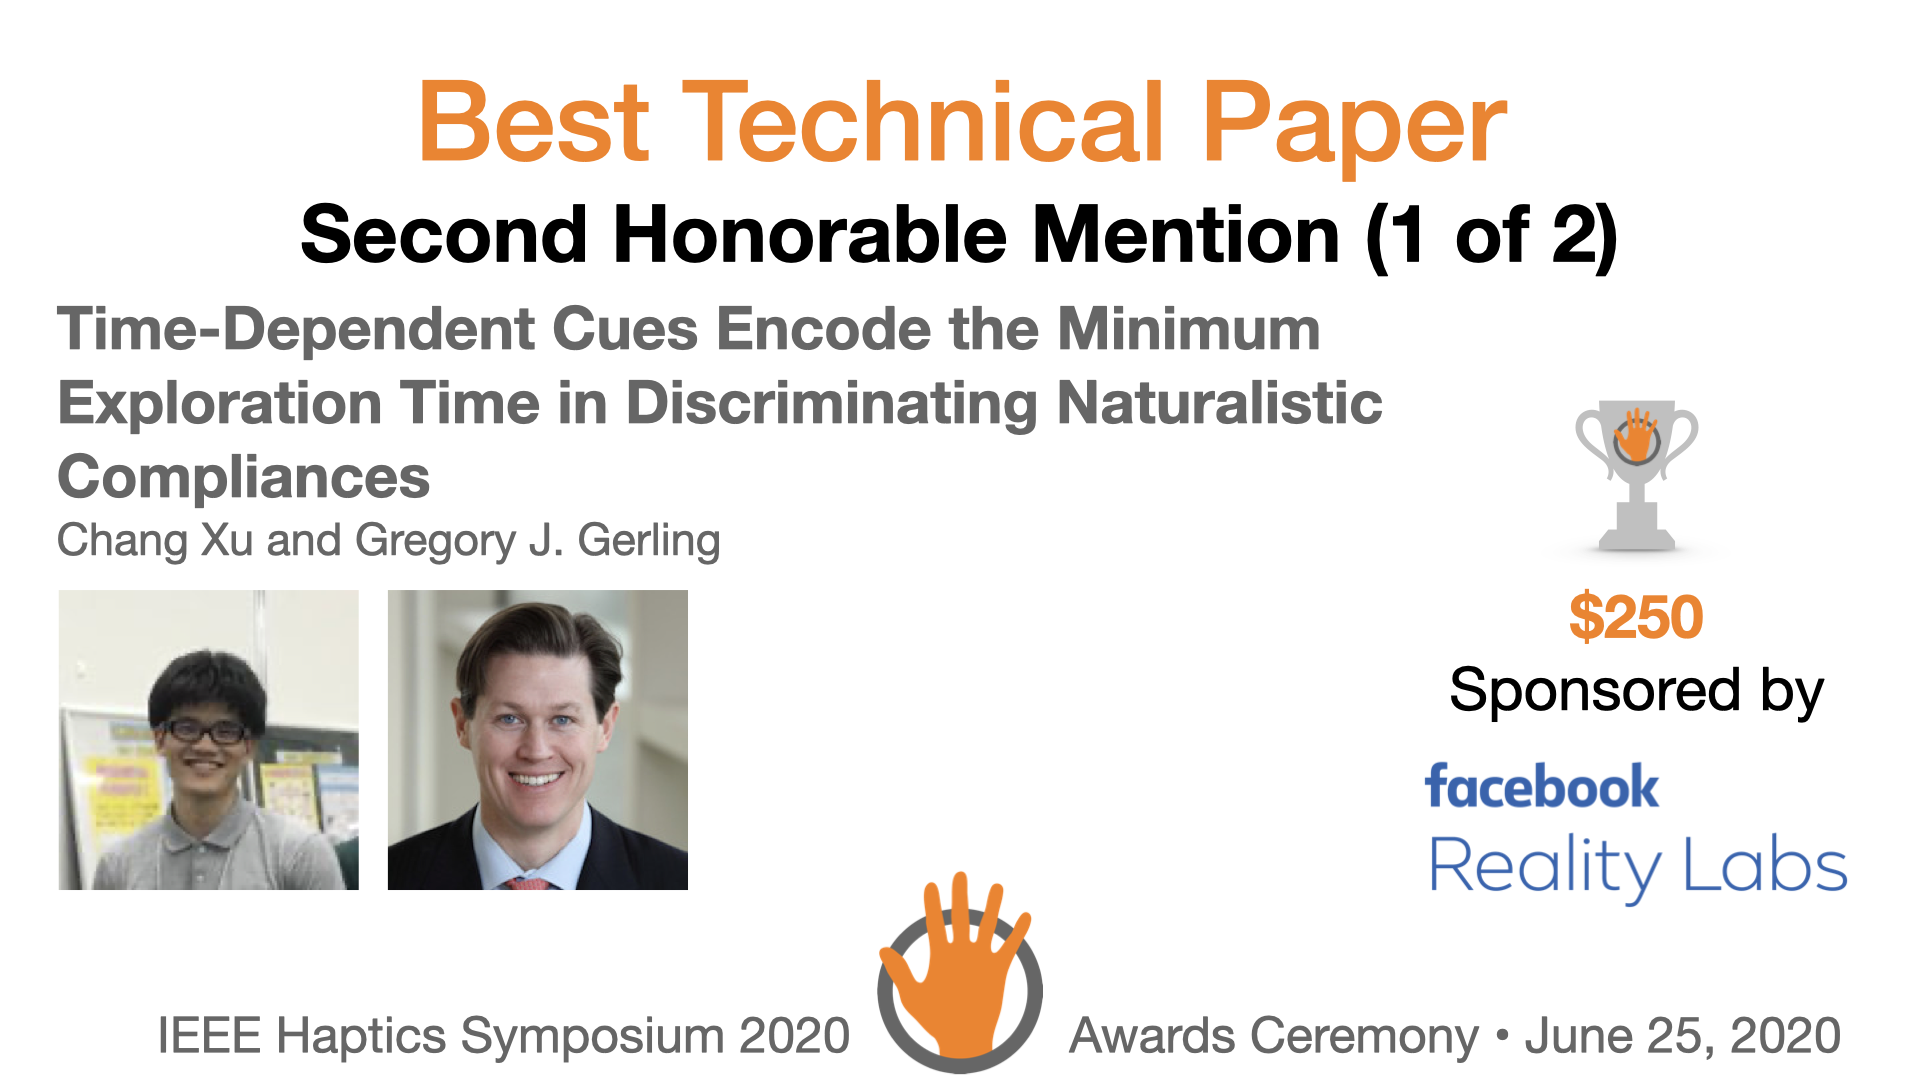 Best Technical Paper
Second Honorable Mention (1 of 2)
Time-Dependent Cues Encode the Minimum
Exploration Time in Discriminating Naturalistic
Compliances
Chang Xu and Gregory J. Gerling
$250
Sponsored by
facebook
Reality Labs
IEEE Haptics Symposium 2020
Awards Ceremony • June 25, 2020